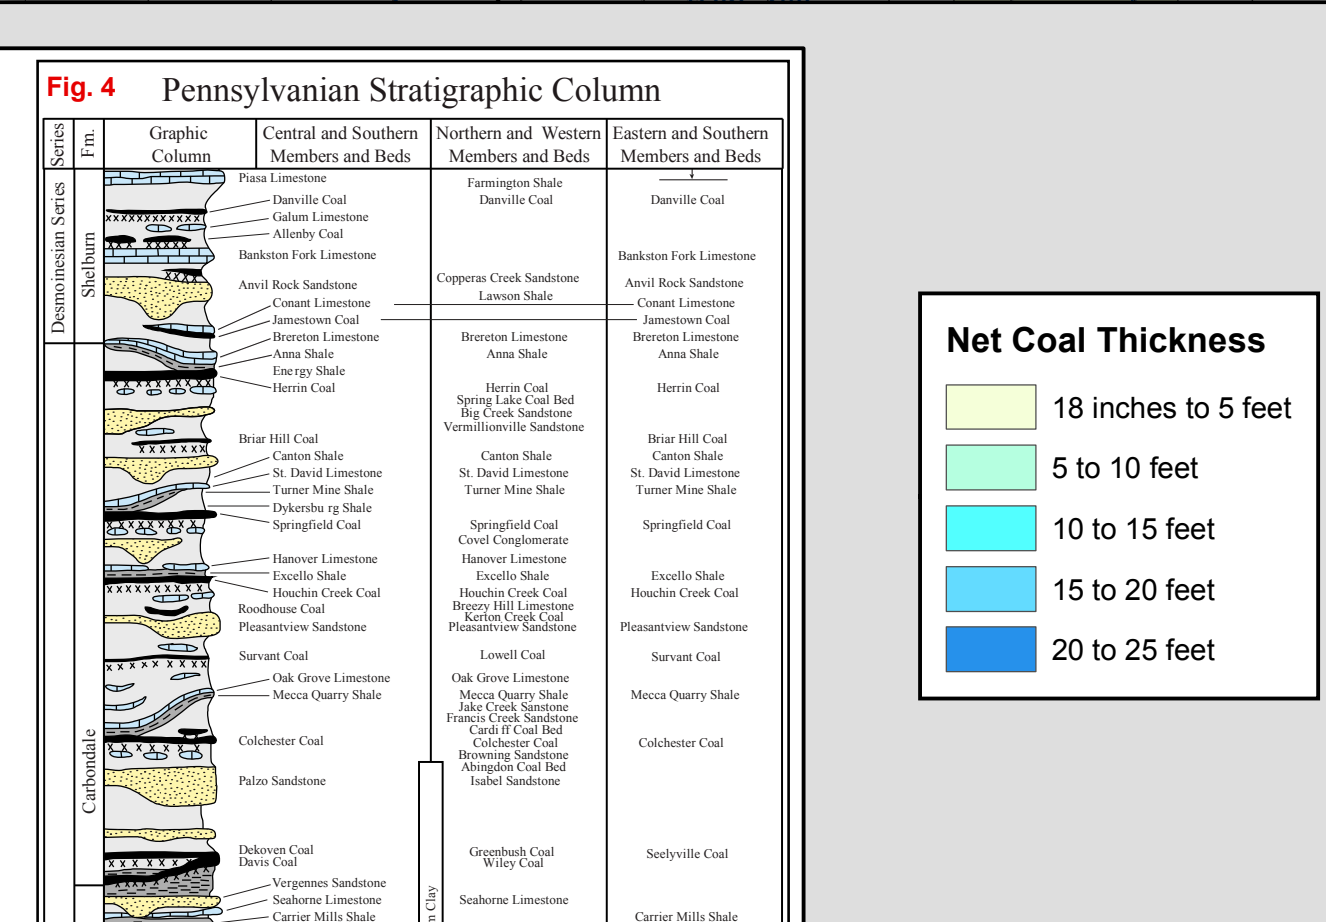 Fig. 4 Pennsylvanian Stratigraphic Column
Series Fm. Graphic Column Central and Southern Members and Beds Northern and Western Members and Beds Eastern and Southern Members and Beds
Desmoinesian Series
Shelburn
Carbondale
Piasa Limestone
Danville Coal
Galum Limestone
Allenby Coal
Bankston Fork Limestone
Anvil Rock Sandstone
Conant Limestone
Jamestown Coal
Brereton Limestone
Anna Shale
Energy Shale
Herrin Coal
Briar Hill Coal
Canton Shale
St. David Limestone
Turner Mine Shale
Dykersbu rg Shale
Springfield Coal
Hanover Limestone
Excello Shale
Houchin Creek Coal
Roodhouse Coal
Pleasantview Sandstone
Survant Coal
Oak Grove Limestone
Mecca Quarry Shale
Colchester Coal
Palzo Sandstone
Dekoven Coal
Davis Coal
Vergennes Sandstone
Seahorne Limestone
Carrier Mills Shale
Farmington Shale
Danville Coal
Copperas Creek Sandstone
Lawson Shale
Brereton Limestone
Anna Shale
Herrin Coal
Spring Lake Coal Bed
Big Creek Sandstone
Vermillionville Sandstone
Canton Shale
St. David Limestone
Turner Mine Shale
Springfield Coal
Covel Conglomerate
Hanover Limestone
Excello Shale
Houchin Creek Coal
Breezy Hill Limestone
Kerton Creek Coal
Pleasantview Sandstone
Lowell Coal
Oak Grove Limestone
Mecca Quarry Shale
Jake Creek Sanstone
Francis Creek Sandstone
Cardi ff Coal Bed
Colchester Coal
Browning Sandstone
Abingdon Coal Bed
Isabel Sandstone
Greenbush Coal
Wiley Coal
Seahorne Limestone
Clay
Danville Coal
Bankston Fork Limestone
Anvil Rock Sandstone
Conant Limestone
Jamestown Coal
Brereton Limestone
Anna Shale
Herrin Coal
Briar Hill Coal
Canton Shale
St. David Limestone
Turner Mine Shale
Springfield Coal
Excello Shale
Houchin Creek Coal
Pleasantview Sandstone
Survant Coal
Mecca Quarry Shale
Colchester Coal
Seelyville Coal
Carrier Mills Shale
Net Coal Thickness
18 inches to 5 feet
5 to 10 feet
10 to 15 feet
15 to 20 feet
20 to 25 feet